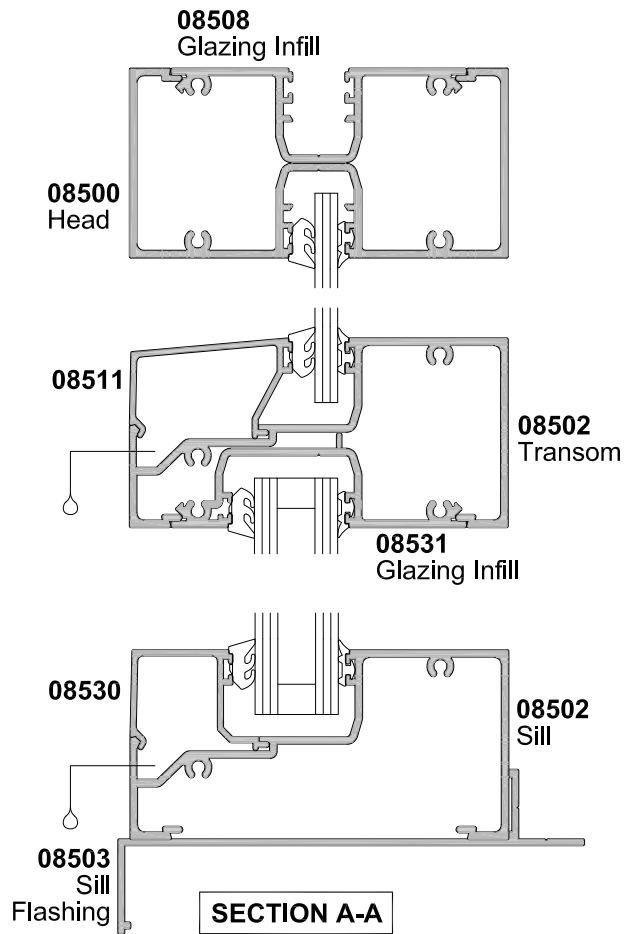 08508
Glazing Infill
08500
Head
08511
08502
Transom
08531
Glazing Infill
08530
08502
Sill
08503
Sill
Flashing
SECTION A-A